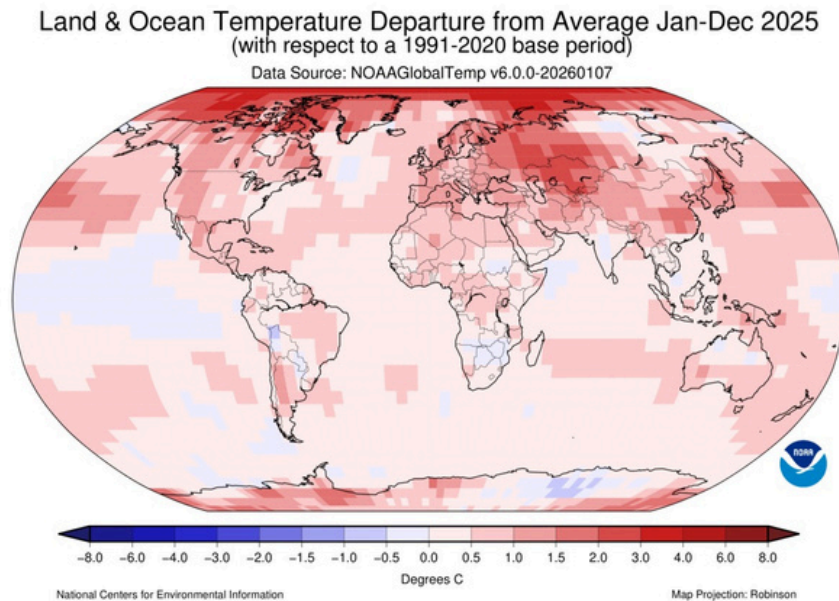 Land & Ocean Temperature Departure from Average Jan-Dec 2025
(with respect to a 1991-2020 base period)
Data Source: NOAAGlobalTemp v6.0.0-20260107
NOAA
-8.0 -6.0 -4.0 -3.0 -2.0 -1.5 -1.0 -0.5 0.0 0.5 1.0 1.5 2.0 3.0 4.0 6.0 8.0
Degrees C
National Centers for Environmental Information Map Projection: Robinson